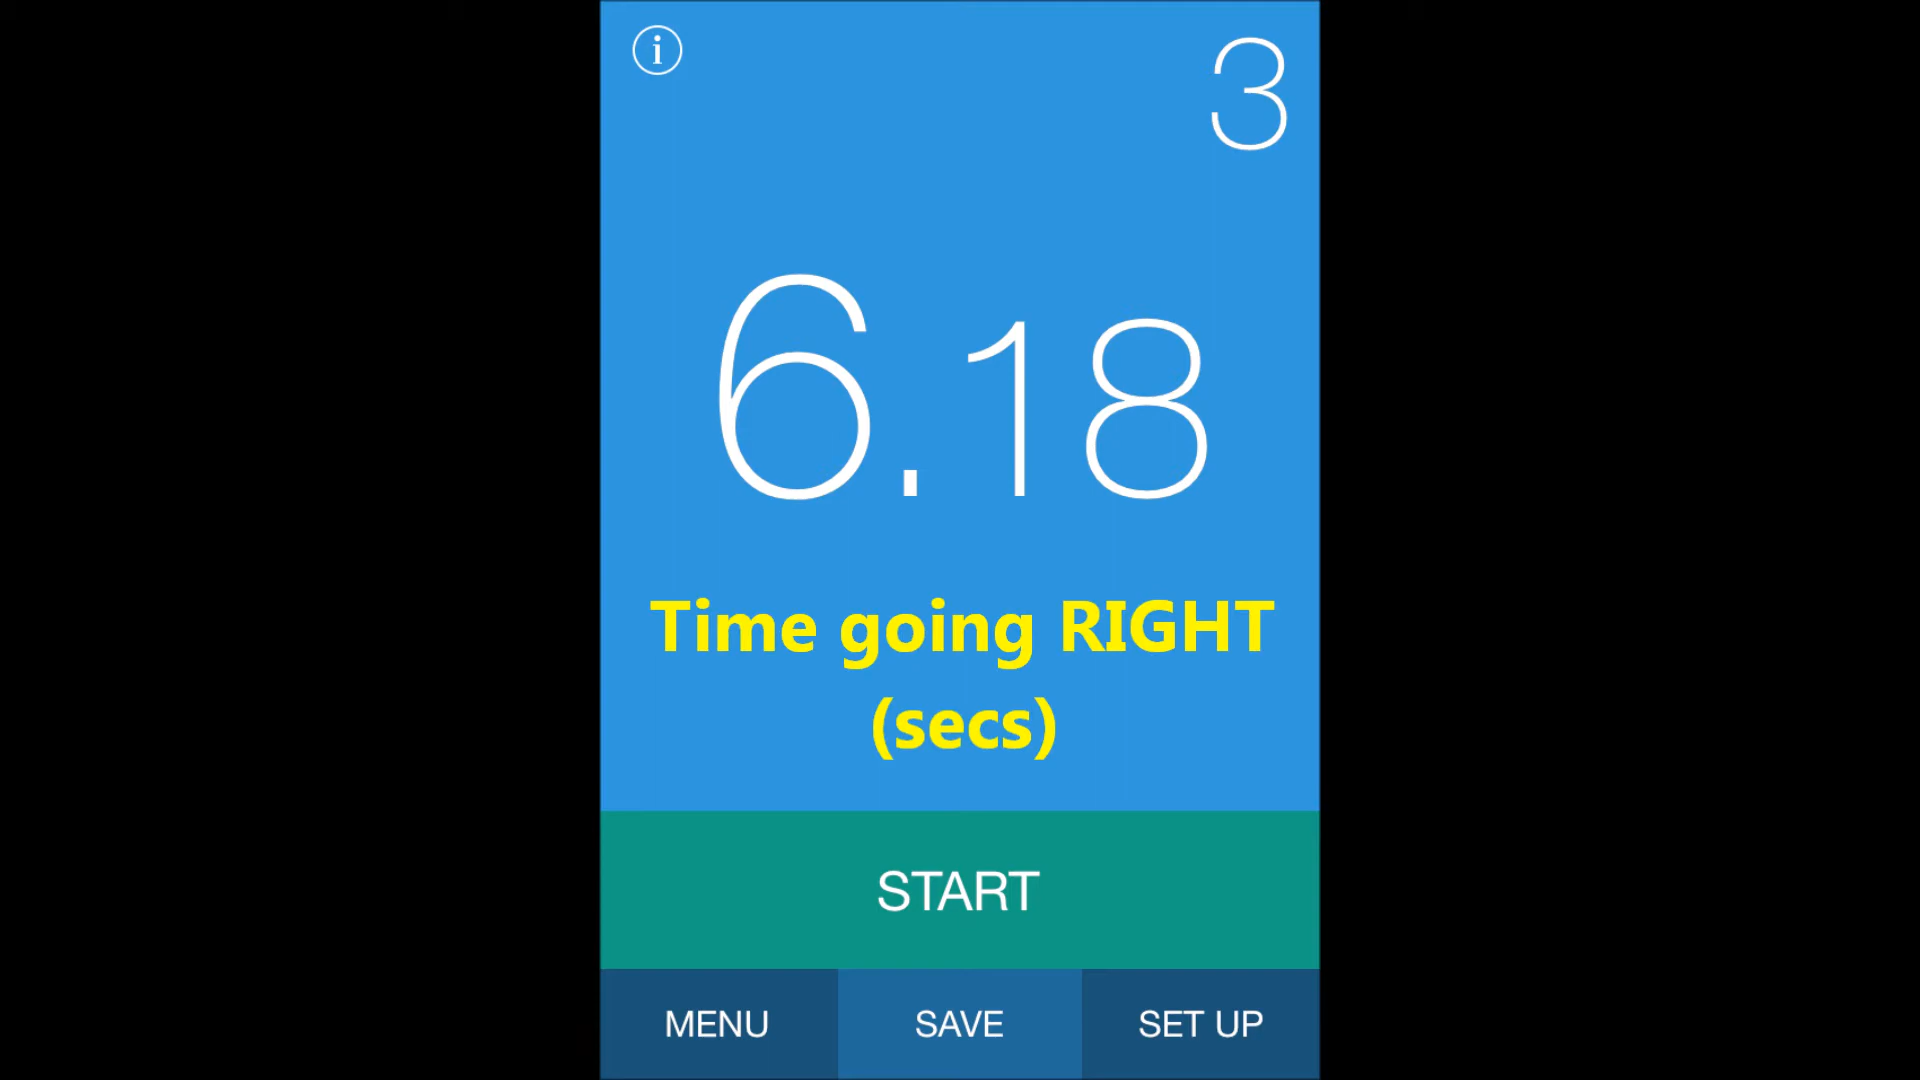 i
3
6.18
Time going RIGHT
(secs)
START
MENU SAVE SET UP